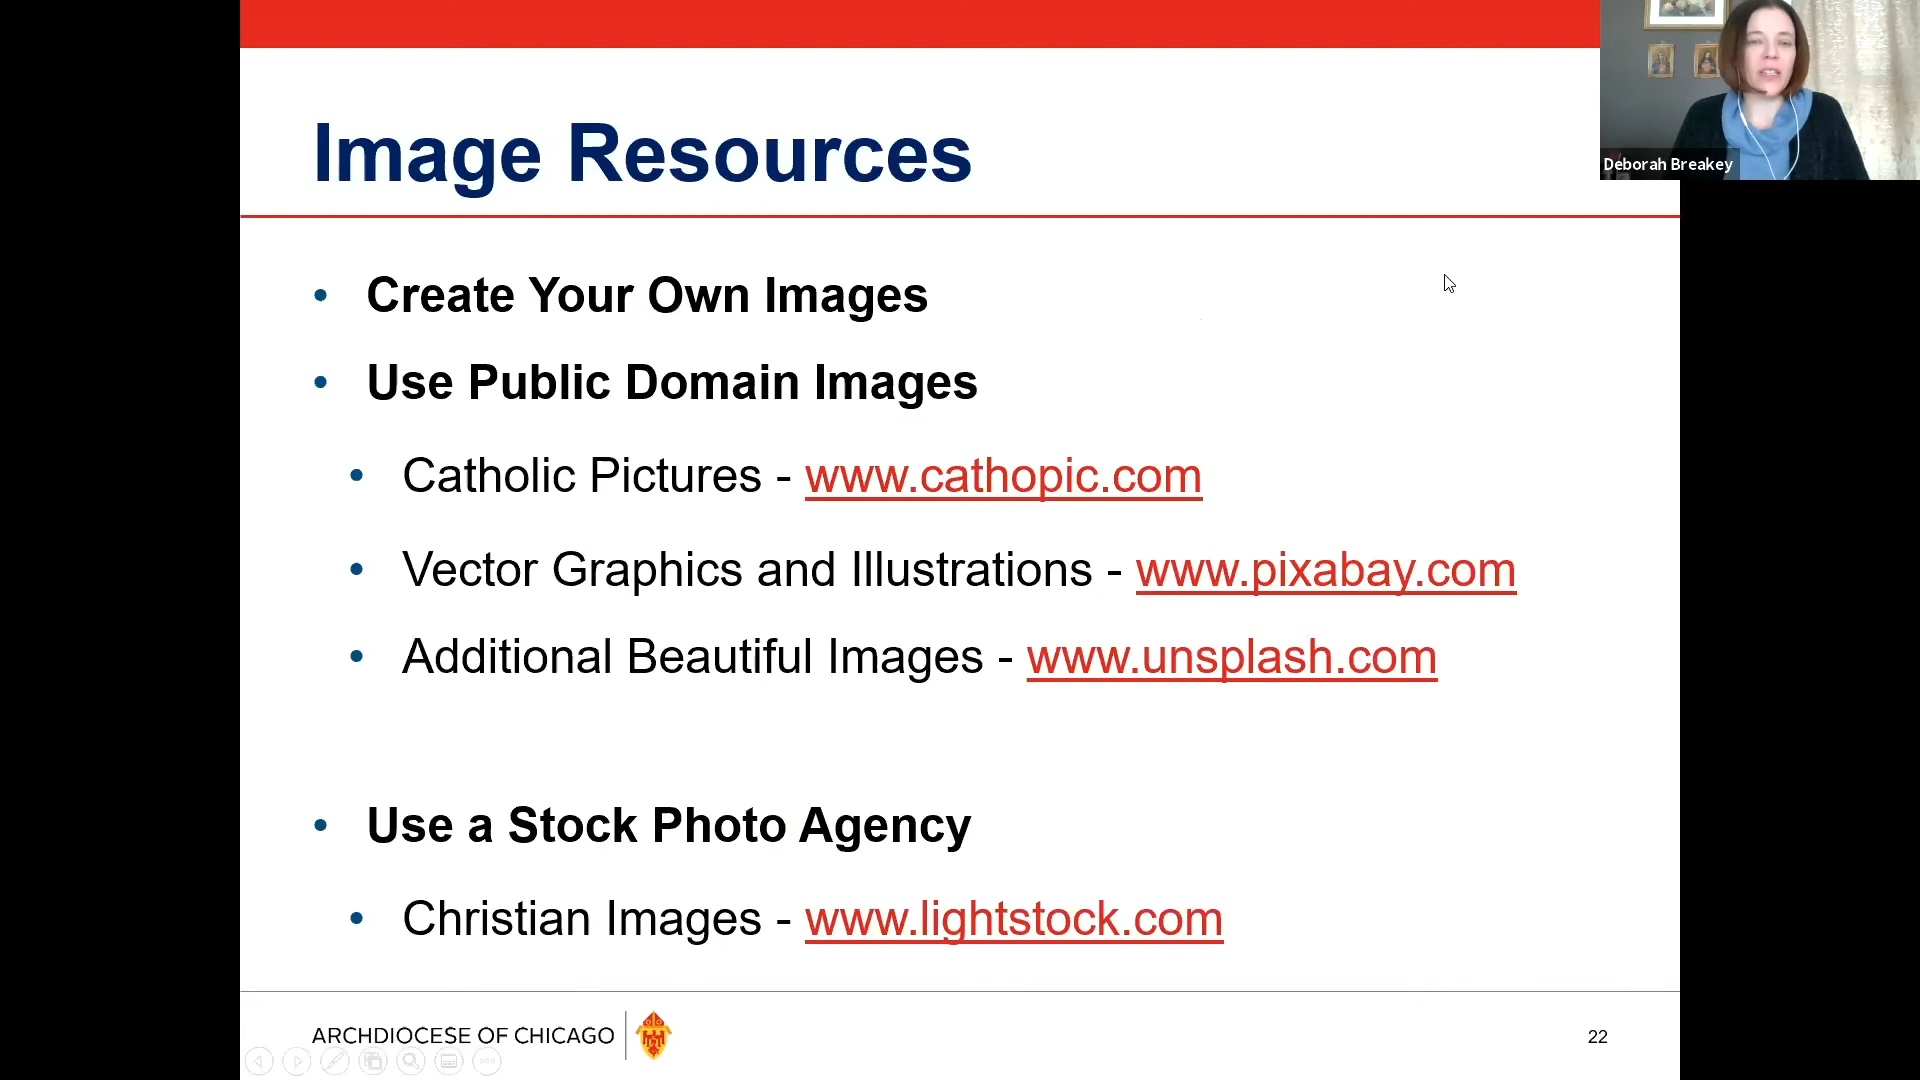 Image Resources
Deborah Breakey
• Create Your Own Images
• Use Public Domain Images
• Catholic Pictures - www.cathopic.com
• Vector Graphics and Illustrations - www.pixabay.com
• Additional Beautiful Images - www.unsplash.com
• Use a Stock Photo Agency
• Christian Images - www.lightstock.com
ARCHDIOCESE OF CHICAGO
22